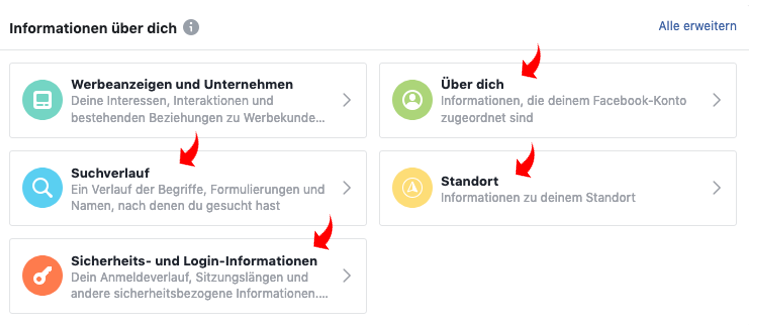 Informationen über dich
Alle erweitern
Werbeanzeigen und Unternehmen
Deine Interessen, Interaktionen und
bestehenden Beziehungen zu Werbekunde...
Über dich
Informationen, die deinem Facebook-Konto
zugeordnet sind
Suchverlauf
Ein Verlauf der Begriffe, Formulierungen und
Namen, nach denen du gesucht hast
Standort
Informationen zu deinem Standort
Sicherheits- und Login-Informationen
Dein Anmeldeverlauf, Sitzungslängen und
andere sicherheitsbezogene Informationen....